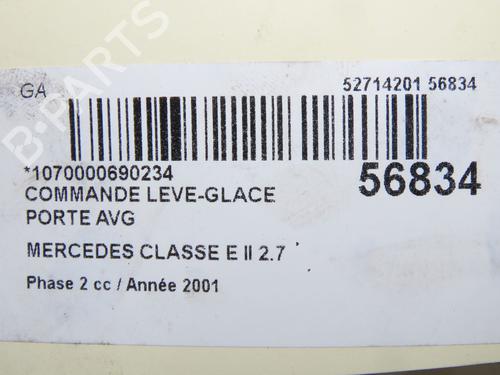 GA
52714201 56834
*1070000690234
56834
COMMANDE LEVE-GLACE
PORTE AVG
MERCEDES CLASSE E II 2.7
Phase 2 cc / Année 2001
B-PARTS